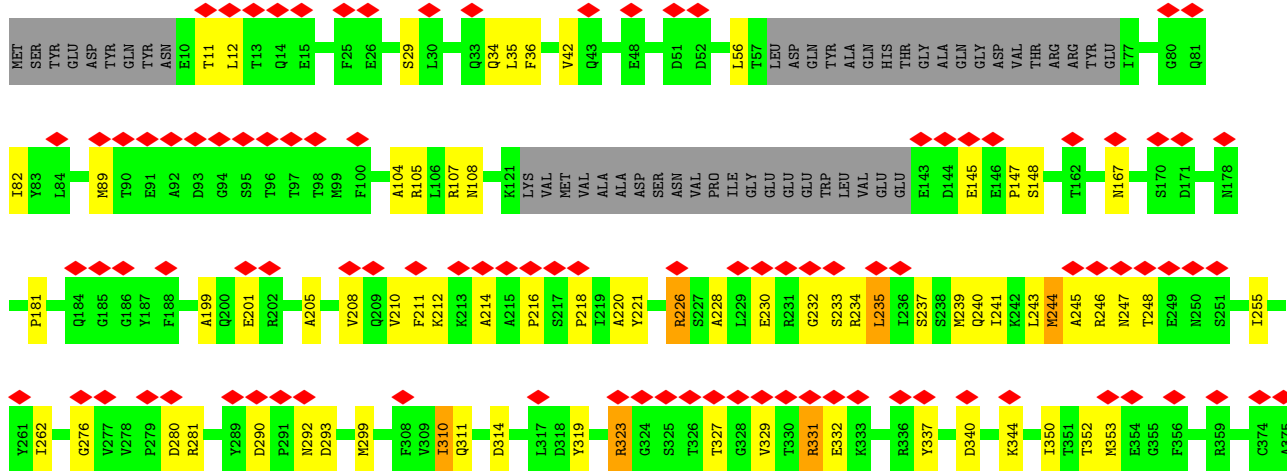 MET SER TYR GLU ASP TYR GLN TYR ASN E10 T11 L12 T13 Q14 E15 F25 E26 S29 L30 Q33 Q34 L35 F36 V42 Q43 E48 D51 D52 L56 T57 LEU ASP GLN TYR ALA GLN HIS THR GLY ALA GLN GLY ASP VAL THR ARG ARG TYR GLU I77 G80 Q81
I82 Y83 L84 M89 T90 E91 A92 D93 G94 S95 T96 T97 T98 M99 F100 A104 R105 L106 R107 N108 K121 LYS VAL MET VAL ALA ALA ASP SER ASN VAL PRO ILE GLY GLU GLU GLU TRP LEU VAL GLU GLU E143 D144 E145 E146 P147 S148 T162 N167 S170 D171 N178
P181 Q184 G185 G186 Y187 F188 A199 Q200 E201 R202 A205 V208 Q209 V210 F211 K212 K213 A214 A215 P216 S217 P218 I219 A220 Y221 R226 S227 A228 L229 E230 R231 G232 S233 R234 L235 I236 S237 S238 M239 Q240 I241 K242 L243 M244 A245 R246 N247 T248 E249 N250 S251 I255
Y261 I262 G276 V277 V278 P279 D280 R281 Y289 D290 P291 N292 D293 M299 F308 V309 I310 Q311 D314 L317 D318 Y319 R323 G324 S325 T326 T327 G328 V329 T330 R331 E332 K333 R336 Y337 D340 K344 I350 T351 T352 M353 E354 G355 F356 R359 C374 A375